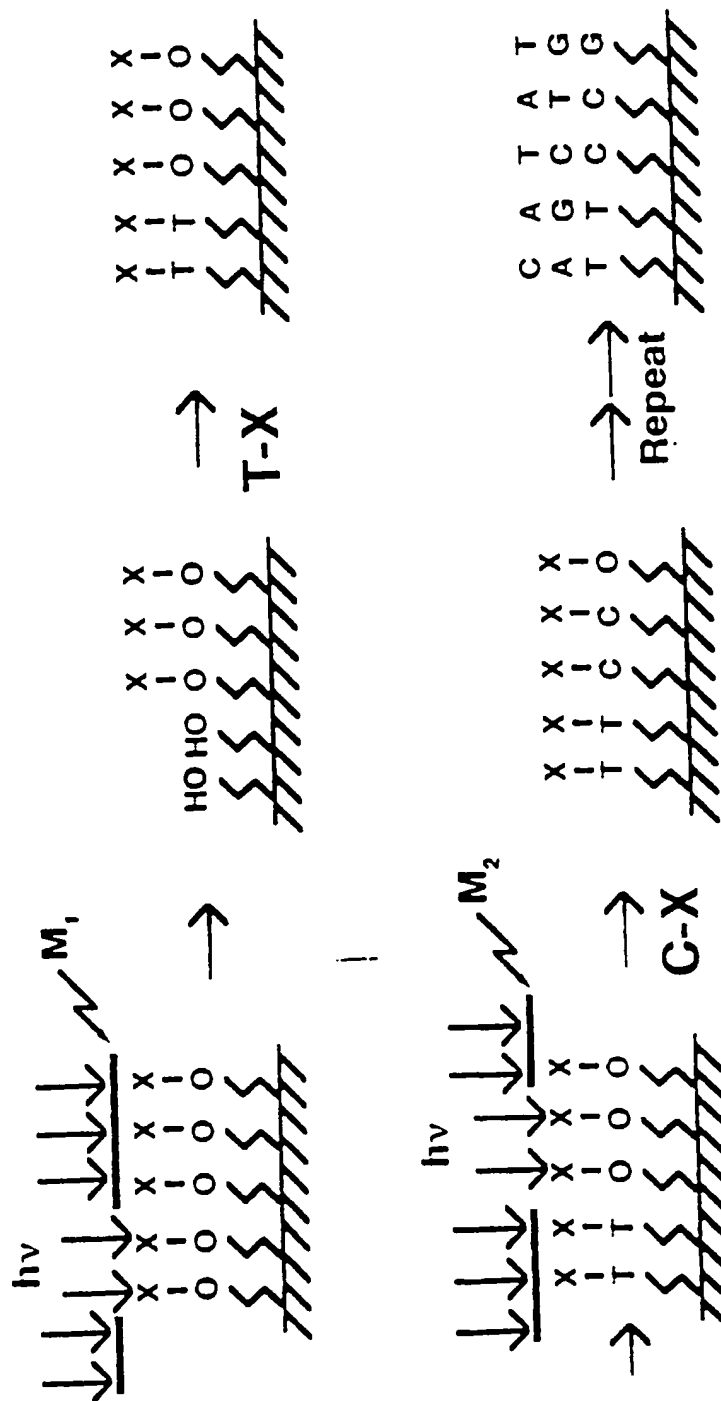 hν
M₁
X X X X X
O O O O O
X X X
HO HO O O O
T-X
X X X X X
T T O O O
hν
M₂
X X X X X
T T O O O
C-X
X X X X X
T T C C O
Repeat
C A T A T
A G C T G
T T C C G